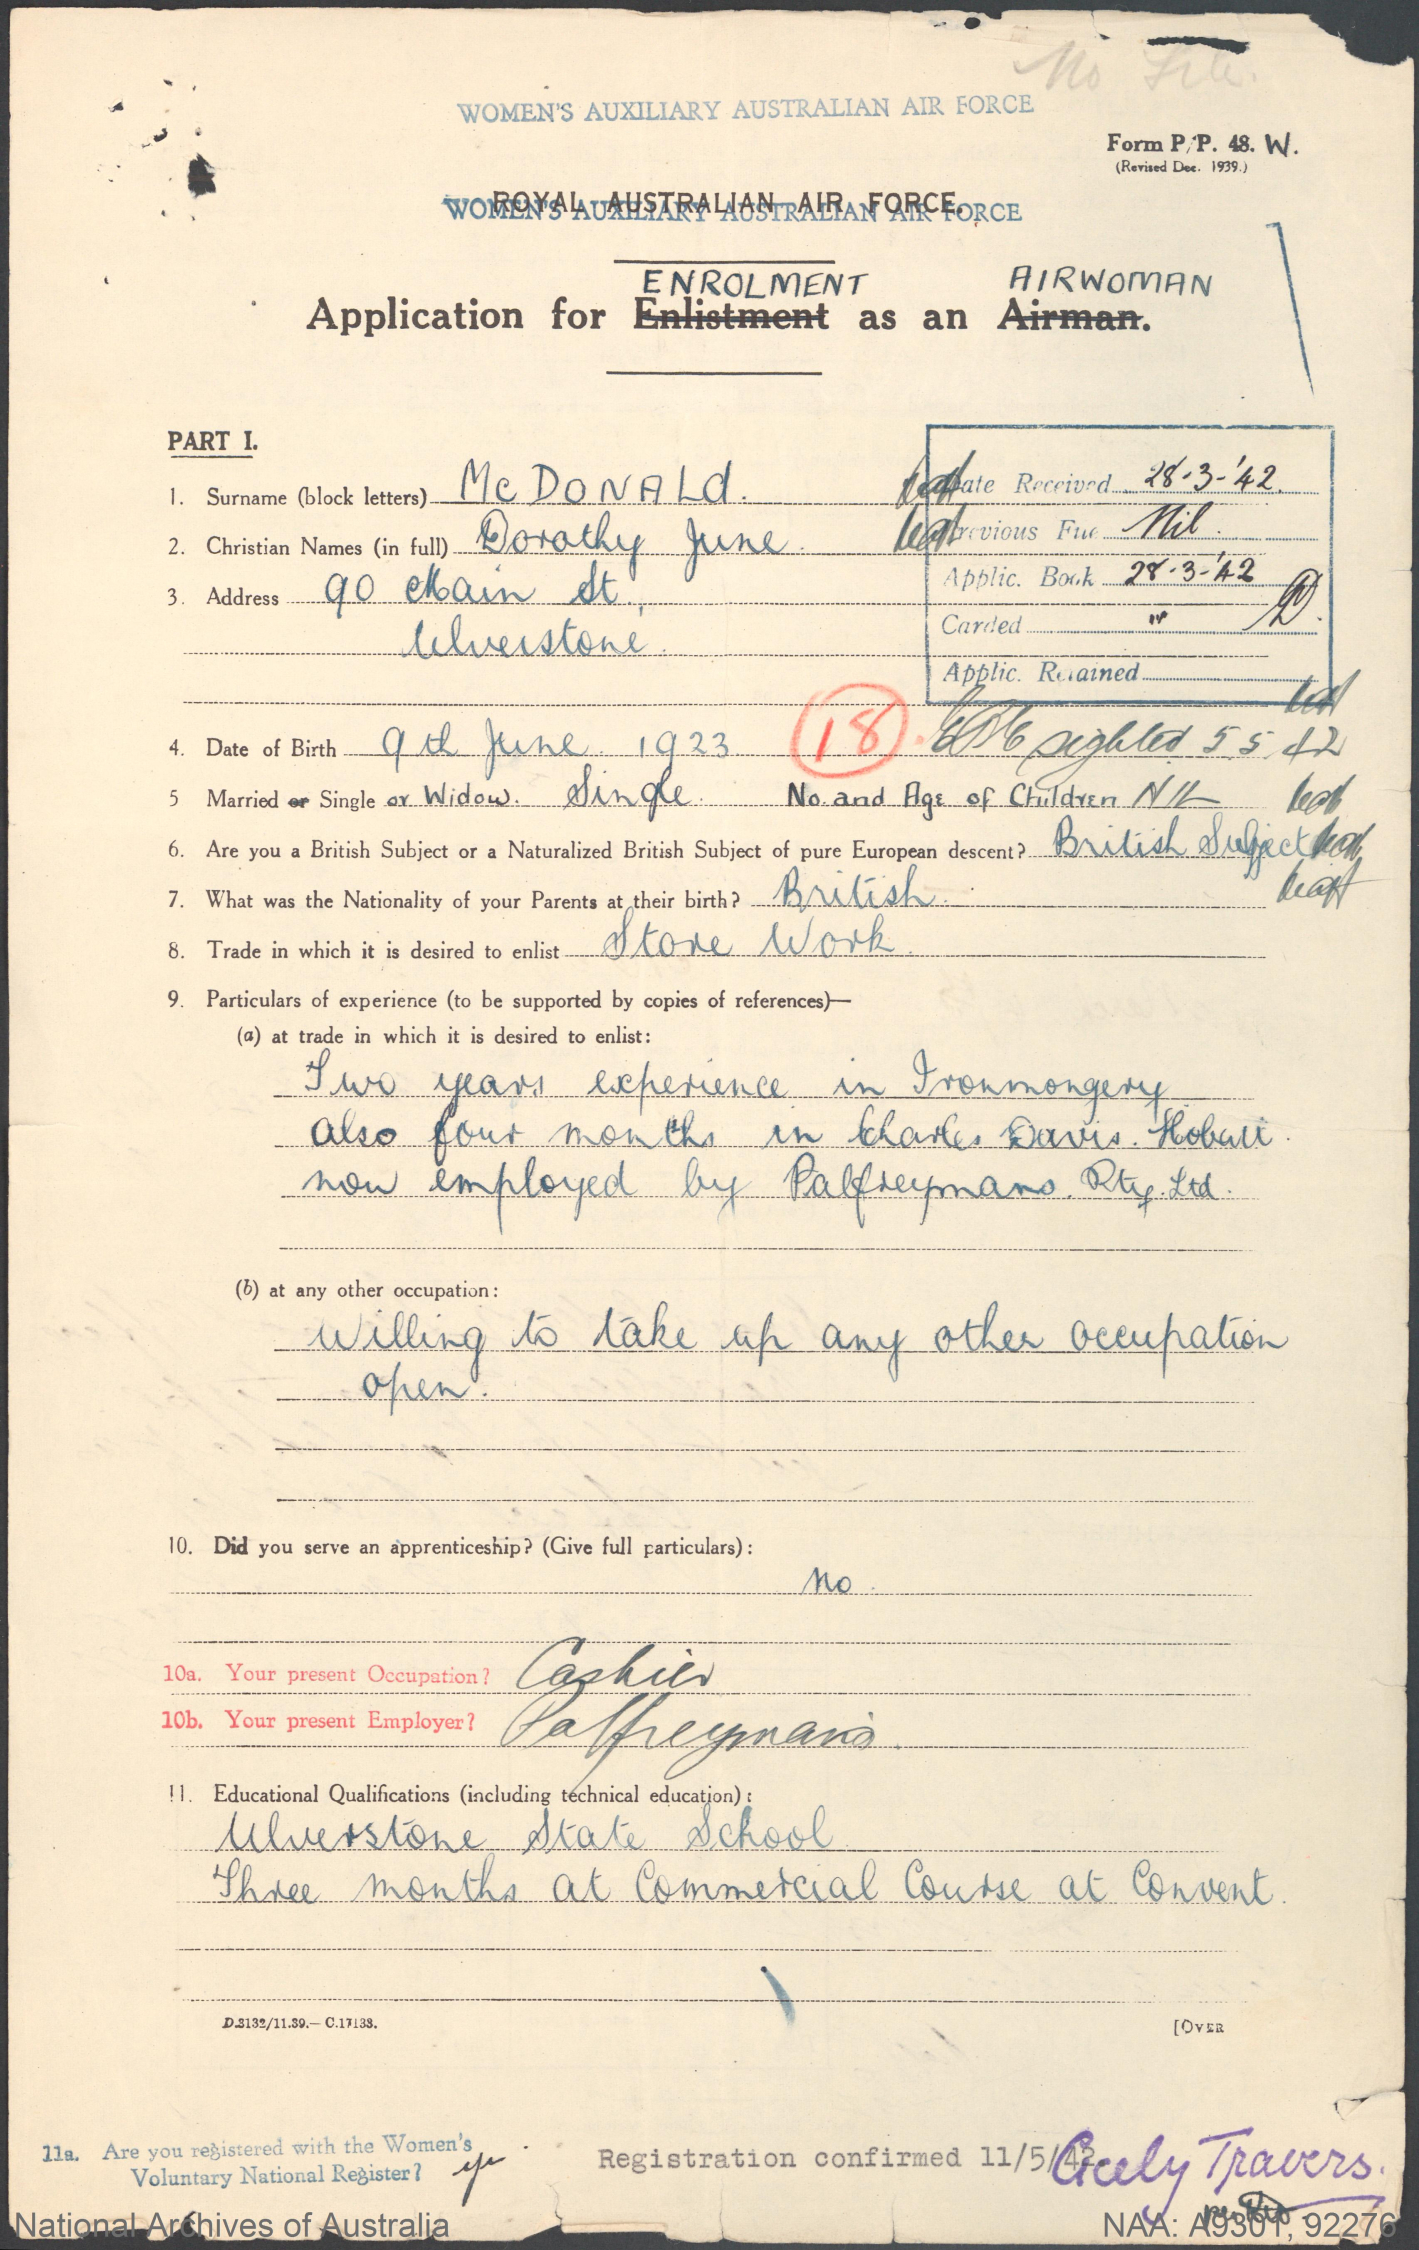 WOMEN'S AUXILIARY AUSTRALIAN AIR FORCE
Form P/P. 48. W.
(Revised Dec. 1939.)
ROYAL AUSTRALIAN AIR FORCE.
WOMEN'S AUXILIARY AUSTRALIAN AIR FORCE
ENROLMENT AIRWOMAN
Application for Enlistment as an Airman.
PART I.
1. Surname (block letters) McDONALd.
2. Christian Names (in full) Dorothy June
3. Address 90 Main St.,
Ulverstone.
Date Received 28-3-'42.
Previous File Nil.
Applic. Book 28-3-'42
Carded "
Applic. Retained
4. Date of Birth 9th June 1923 18 sighted 5 5 42
5 Married or Single or Widow. Single. No. and Age of Children NIL
6. Are you a British Subject or a Naturalized British Subject of pure European descent? British Subject
7. What was the Nationality of your Parents at their birth? British.
8. Trade in which it is desired to enlist Store Work.
9. Particulars of experience (to be supported by copies of references)—
(a) at trade in which it is desired to enlist:
Two years experience in Ironmongery
also four months in Charles Davis. Hobart.
now employed by Palfreymans. Pty. Ltd.
(b) at any other occupation:
Willing to take up any other occupation
open.
10. Did you serve an apprenticeship? (Give full particulars):
No.
10a. Your present Occupation? Cashier
10b. Your present Employer? Palfreyman's.
11. Educational Qualifications (including technical education):
Ulverstone State School
Three months at Commercial Course at Convent.
D.3132/11.39.—C.17133.
[OVER
11a. Are you registered with the Women's
Voluntary National Register? yes
Registration confirmed 11/5/42.
Cicely Travers.
National Archives of Australia
NAA: A9301, 92276